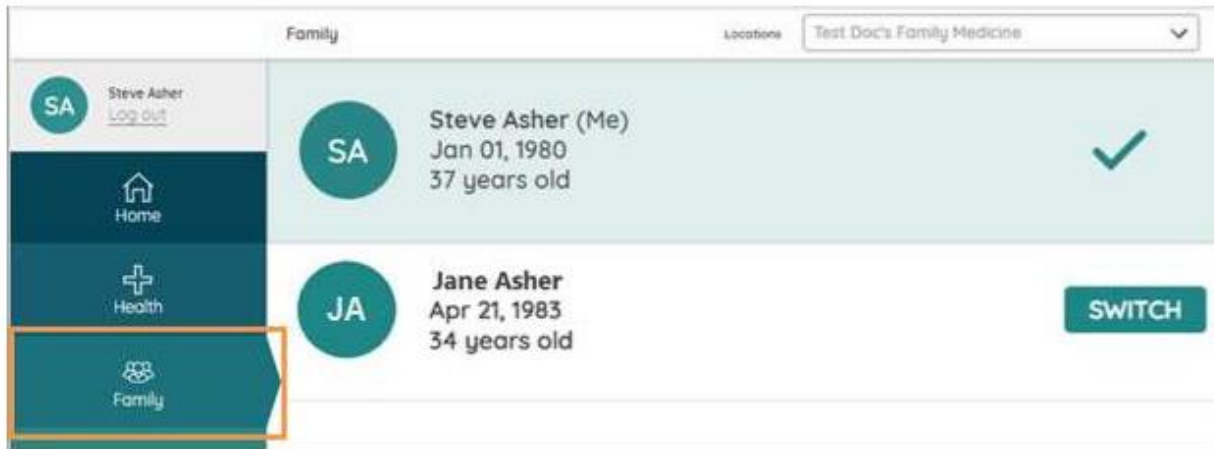 Family
Locations
Test Doc's Family Medicine
SA
Steve Asher
Log out
Home
Health
Family
SA
Steve Asher (Me)
Jan 01, 1980
37 years old
JA
Jane Asher
Apr 21, 1983
34 years old
SWITCH